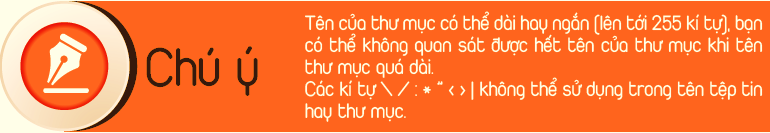 Chú ý
Tên của thư mục có thể dài hay ngắn (lên tới 255 kí tự), bạn
có thể không quan sát được hết tên của thư mục khi tên
thư mục quá dài.
Các kí tự \ / : * " < > | không thể sử dụng trong tên tệp tin
hay thư mục.